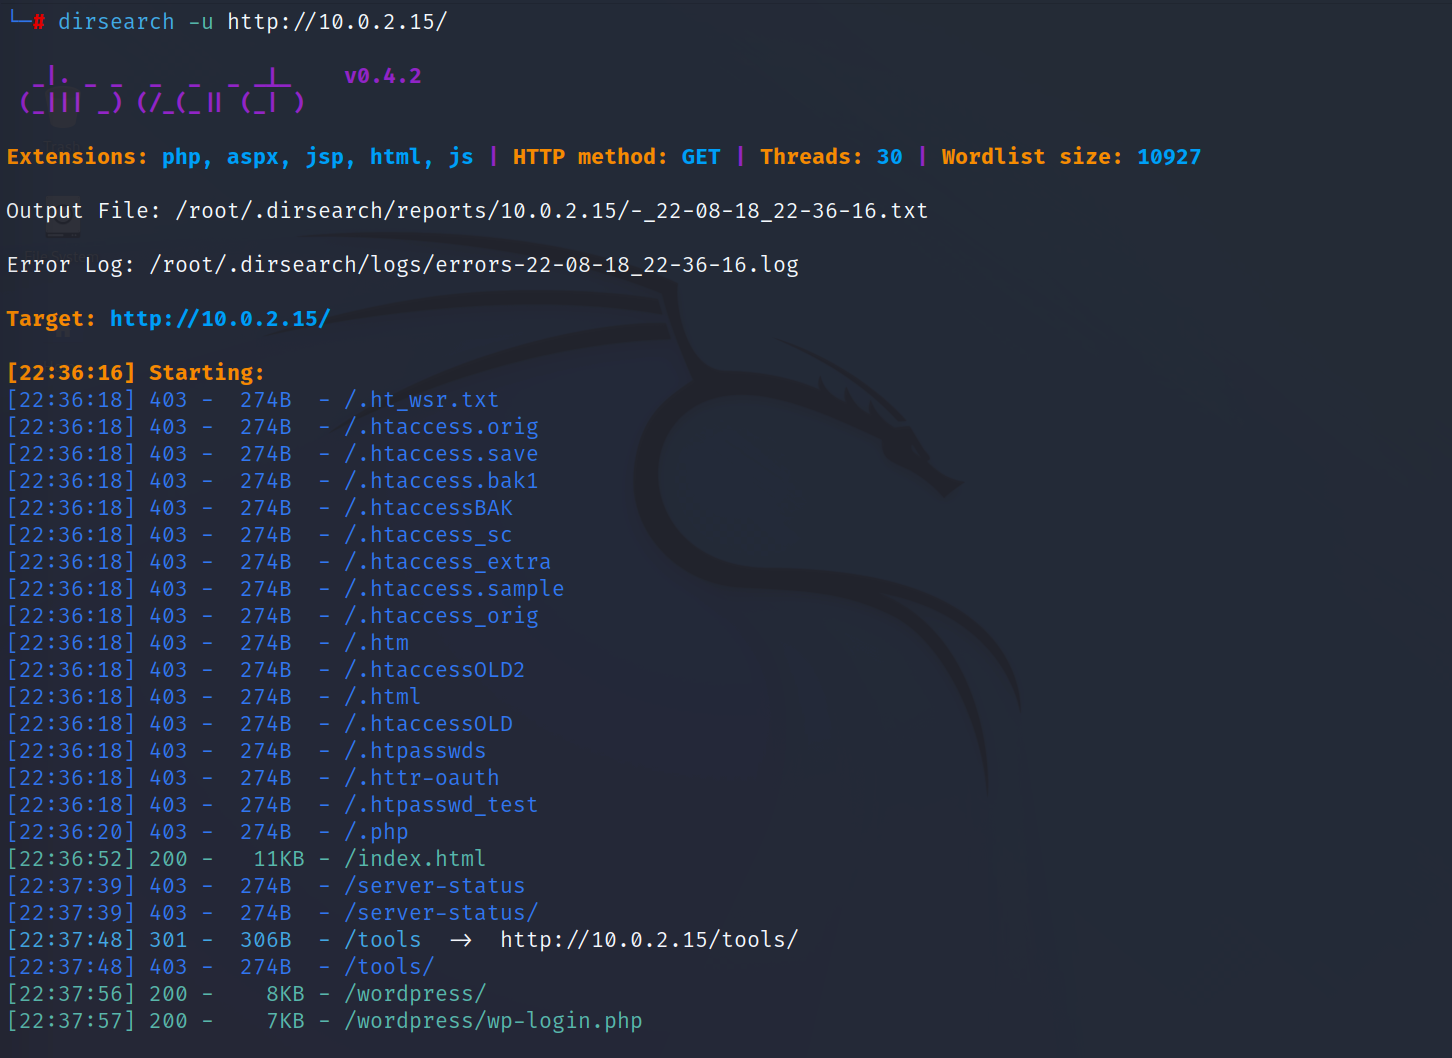 └─# dirsearch -u http://10.0.2.15/
  _|. _ _  _  _  _ _|_    v0.4.2
 (_||| _) (/_(_|| (_| )
Extensions: php, aspx, jsp, html, js | HTTP method: GET | Threads: 30 | Wordlist size: 10927
Output File: /root/.dirsearch/reports/10.0.2.15/-_22-08-18_22-36-16.txt
Error Log: /root/.dirsearch/logs/errors-22-08-18_22-36-16.log
Target: http://10.0.2.15/
[22:36:16] Starting:
[22:36:18] 403 -  274B  - /.ht_wsr.txt
[22:36:18] 403 -  274B  - /.htaccess.orig
[22:36:18] 403 -  274B  - /.htaccess.save
[22:36:18] 403 -  274B  - /.htaccess.bak1
[22:36:18] 403 -  274B  - /.htaccessBAK
[22:36:18] 403 -  274B  - /.htaccess_sc
[22:36:18] 403 -  274B  - /.htaccess_extra
[22:36:18] 403 -  274B  - /.htaccess.sample
[22:36:18] 403 -  274B  - /.htaccess_orig
[22:36:18] 403 -  274B  - /.htm
[22:36:18] 403 -  274B  - /.htaccessOLD2
[22:36:18] 403 -  274B  - /.html
[22:36:18] 403 -  274B  - /.htaccessOLD
[22:36:18] 403 -  274B  - /.htpasswds
[22:36:18] 403 -  274B  - /.httr-oauth
[22:36:18] 403 -  274B  - /.htpasswd_test
[22:36:20] 403 -  274B  - /.php
[22:36:52] 200 -   11KB - /index.html
[22:37:39] 403 -  274B  - /server-status
[22:37:39] 403 -  274B  - /server-status/
[22:37:48] 301 -  306B  - /tools  ->  http://10.0.2.15/tools/
[22:37:48] 403 -  274B  - /tools/
[22:37:56] 200 -    8KB - /wordpress/
[22:37:57] 200 -    7KB - /wordpress/wp-login.php